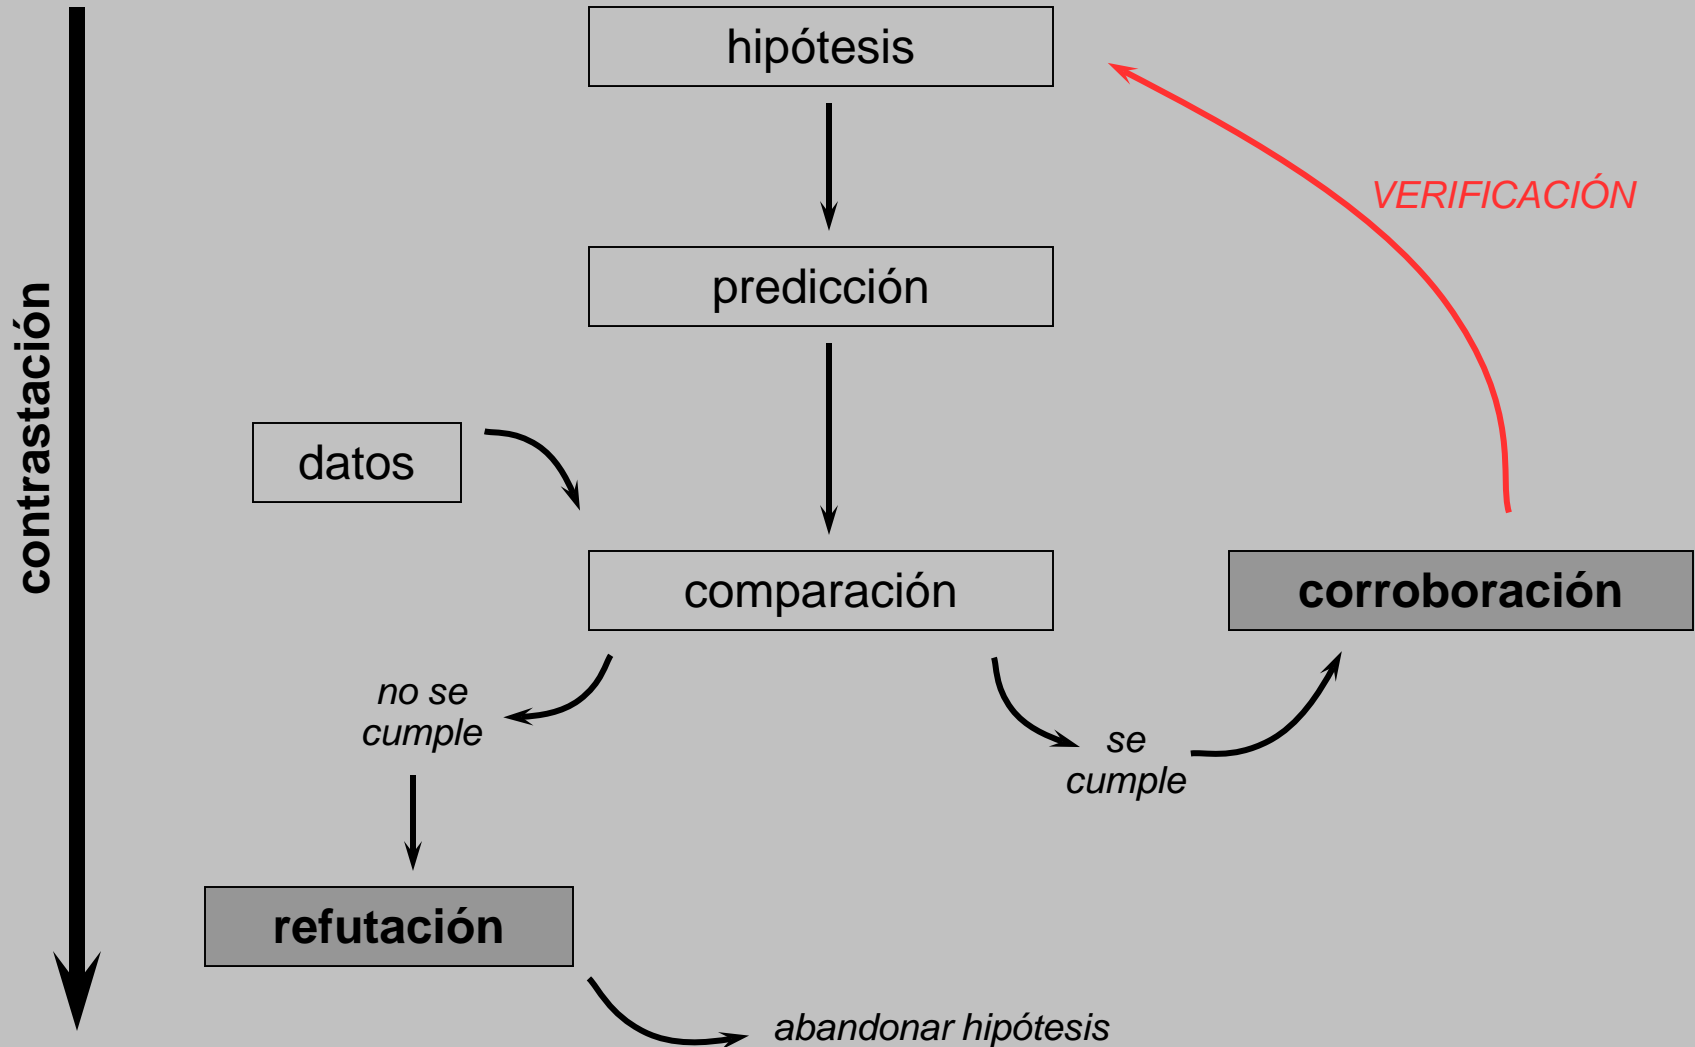 hipótesis
VERIFICACIÓN
predicción
contrastación
datos
comparación
corroboración
no se
cumple
se
cumple
refutación
abandonar hipótesis